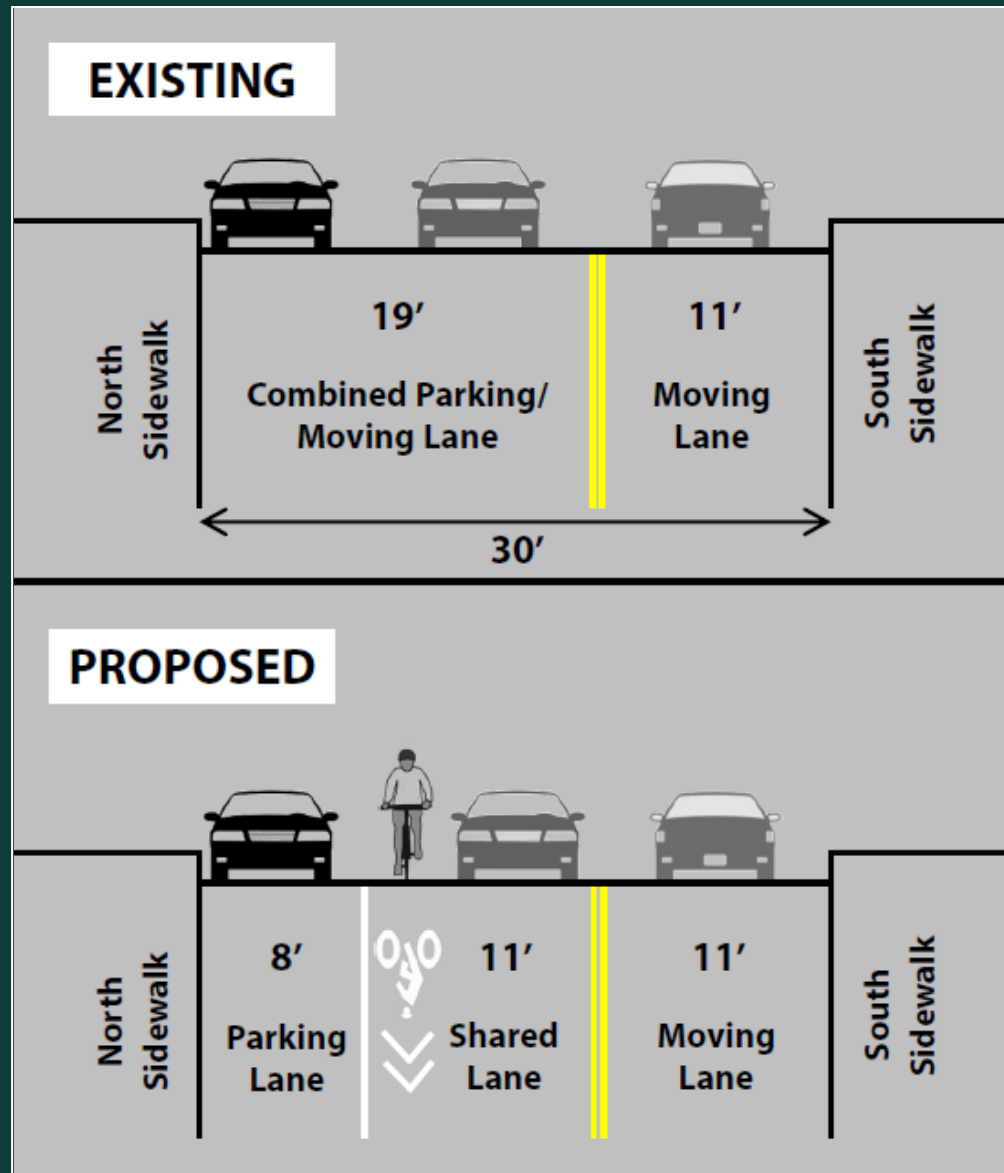 EXISTING
19’
11’
Combined Parking/
Moving Lane
Moving
Lane
North
Sidewalk
South
Sidewalk
30’
PROPOSED
8’
11’
11’
Parking
Lane
Shared
Lane
Moving
Lane
North
Sidewalk
South
Sidewalk